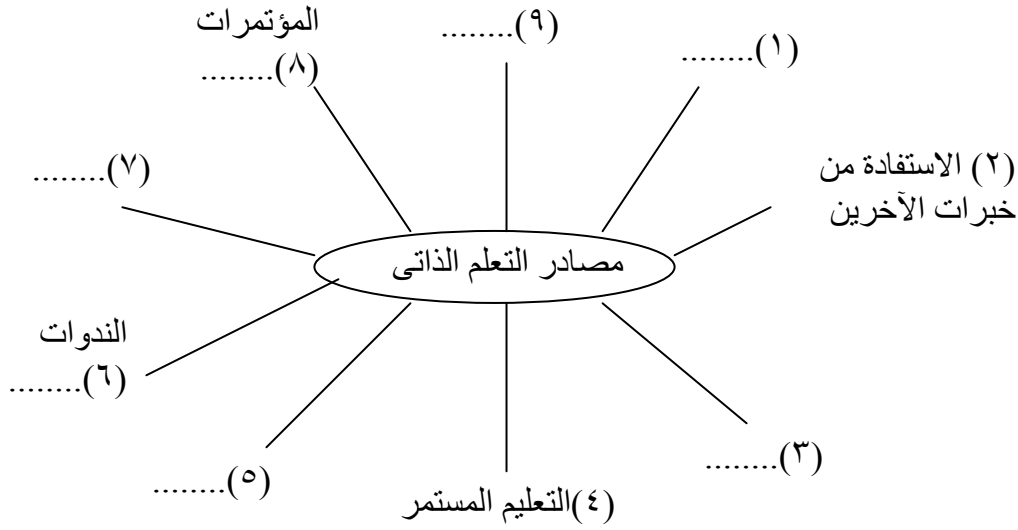 المؤتمرات
(٨)........
(٩)........
(١)........
(٧)........
(٢) الاستفادة من
خبرات الآخرين
مصادر التعلم الذاتى
الندوات
(٦)........
(٥)........
(٤)التعليم المستمر
(٣)........